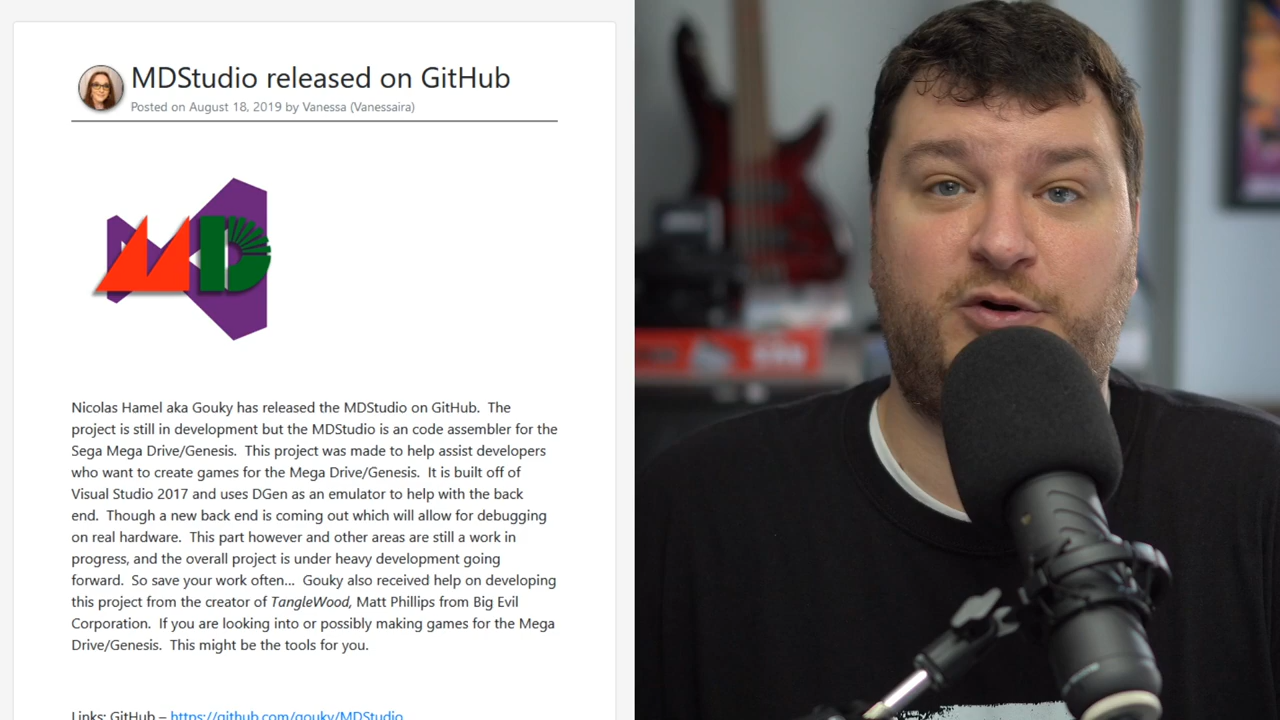 MDStudio released on GitHub
Posted on August 18, 2019 by Vanessa (Vanessaira)
MD
Nicolas Hamel aka Gouky has released the MDStudio on GitHub. The
project is still in development but the MDStudio is an code assembler for the
Sega Mega Drive/Genesis. This project was made to help assist developers
who want to create games for the Mega Drive/Genesis. It is built off of
Visual Studio 2017 and uses DGen as an emulator to help with the back
end. Though a new back end is coming out which will allow for debugging
on real hardware. This part however and other areas are still a work in
progress, and the overall project is under heavy development going
forward. So save your work often... Gouky also received help on developing
this project from the creator of TangleWood, Matt Phillips from Big Evil
Corporation. If you are looking into or possibly making games for the Mega
Drive/Genesis. This might be the tools for you.
Links: GitHub – https://github.com/gouky/MDStudio